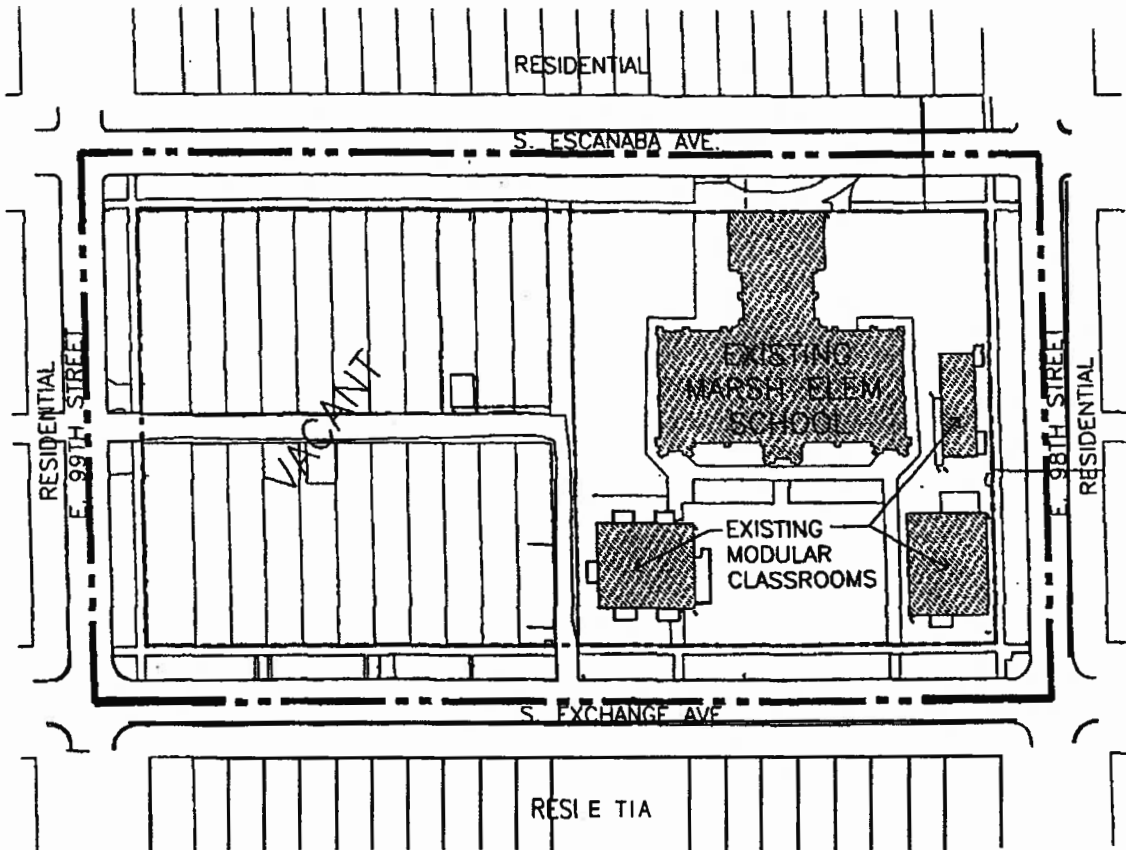 RESIDENTIAL
S. ESCANABA AVE.
RESIDENTIAL
E. 99TH STREET
VACANT
EXISTING
MARSH ELEM
SCHOOL
E. 98TH STREET
RESIDENTIAL
EXISTING
MODULAR
CLASSROOMS
S. EXCHANGE AVE
RESI E TIA